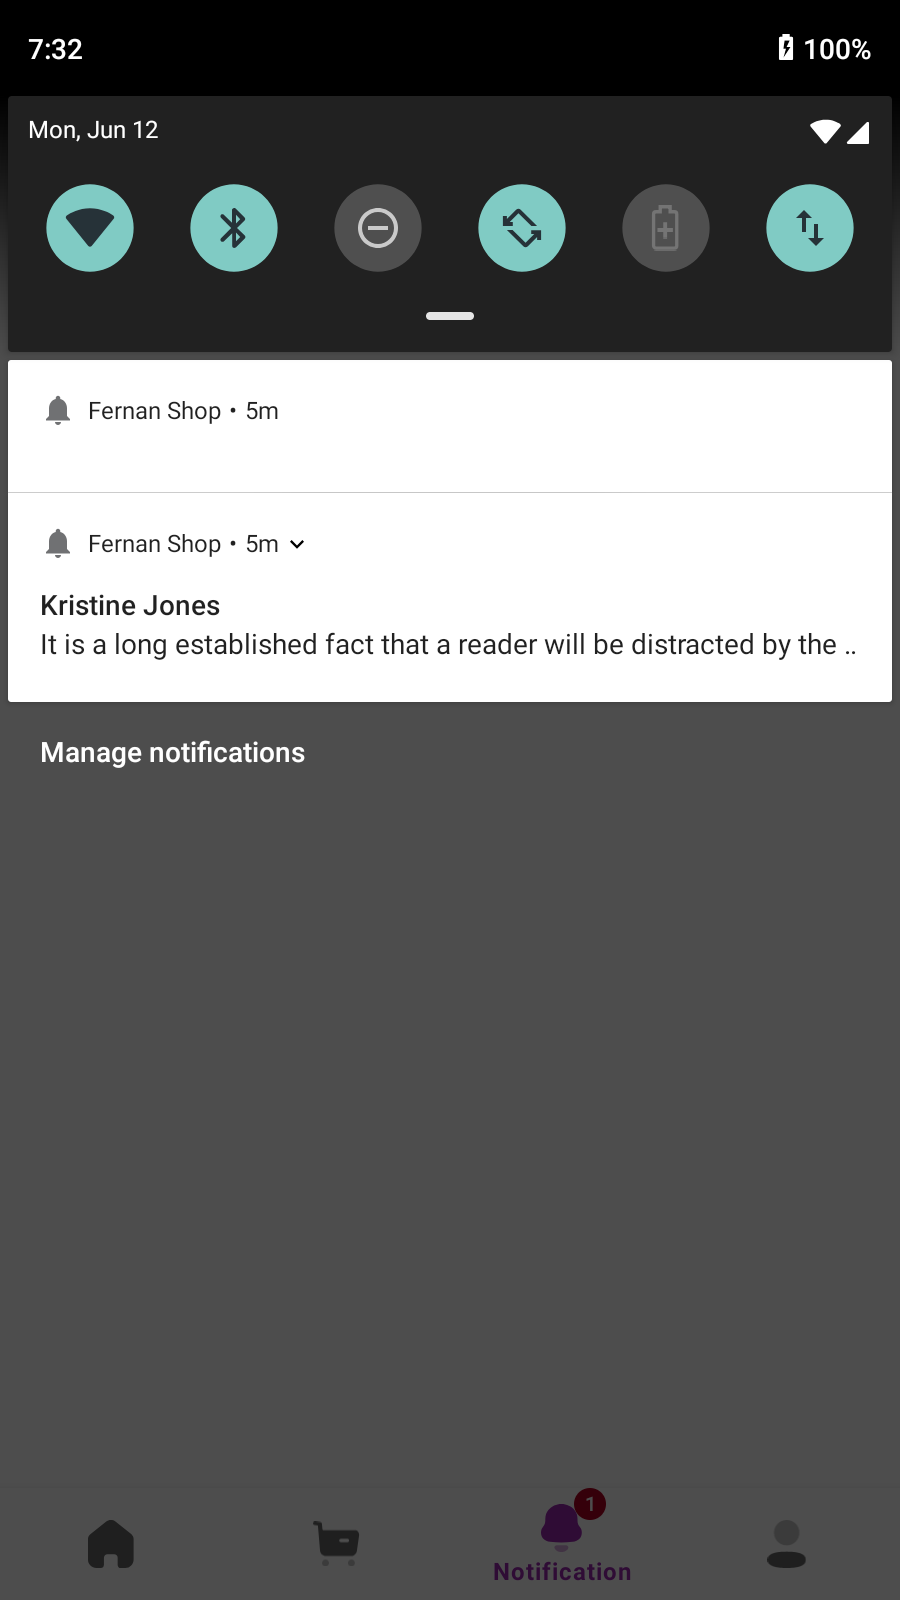 7:32
100%
Mon, Jun 12
Fernan Shop • 5m
Fernan Shop • 5m
Kristine Jones
It is a long established fact that a reader will be distracted by the ..
Manage notifications
1
Notification